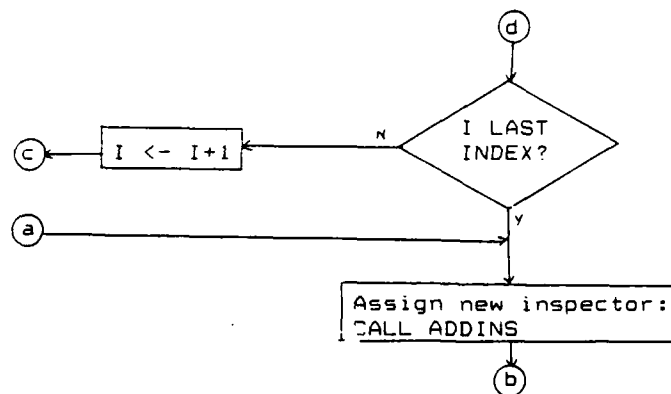 d
I LAST
INDEX?
N
I <- I+1
c
Y
a
Assign new inspector:
CALL ADDINS
b